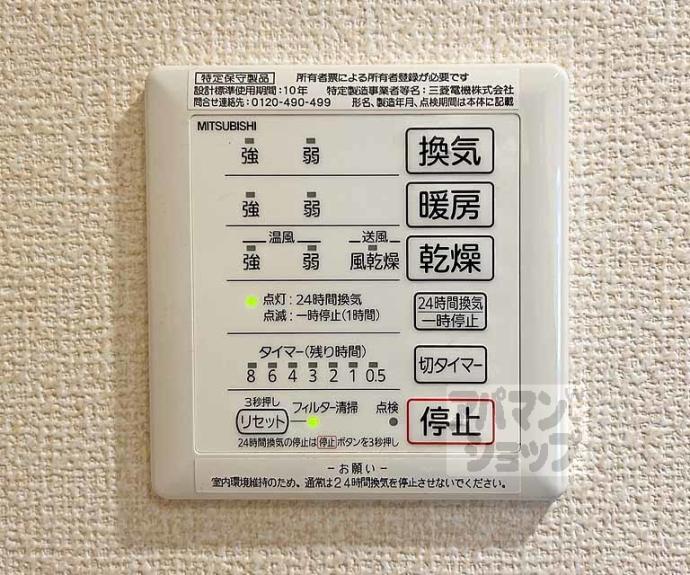 特定保守製品 所有者票による所有者登録が必要です
設計標準使用期間：10年 特定製造事業者等名：三菱電機株式会社
問合せ連絡先：0120-490-499 形名、製造年月、点検期間は本体に記載
MITSUBISHI
強 弱 換気
強 弱 暖房
温風 送風
強 弱 風乾燥 乾燥
点灯：24時間換気
点滅：一時停止(1時間)
24時間換気
一時停止
タイマー(残り時間)
8 6 4 3 2 1 0.5
切タイマー
3秒押し
リセット フィルター清掃 点検
停止
24時間換気の停止は停止ボタンを3秒押し
アパマン
ショップ
－お願い－
室内環境維持のため、通常は24時間換気を停止させないでください。